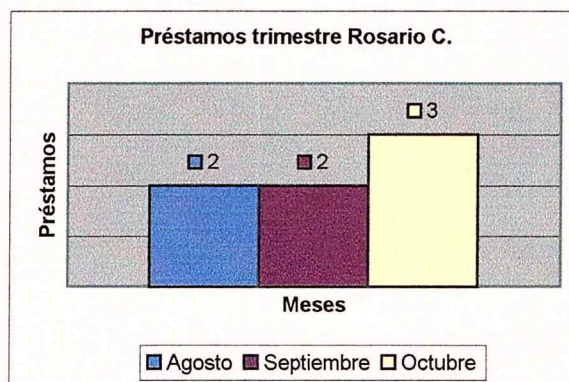 Préstamos trimestre Rosario C.
3
2
2
Préstamos
Meses
Agosto
Septiembre
Octubre